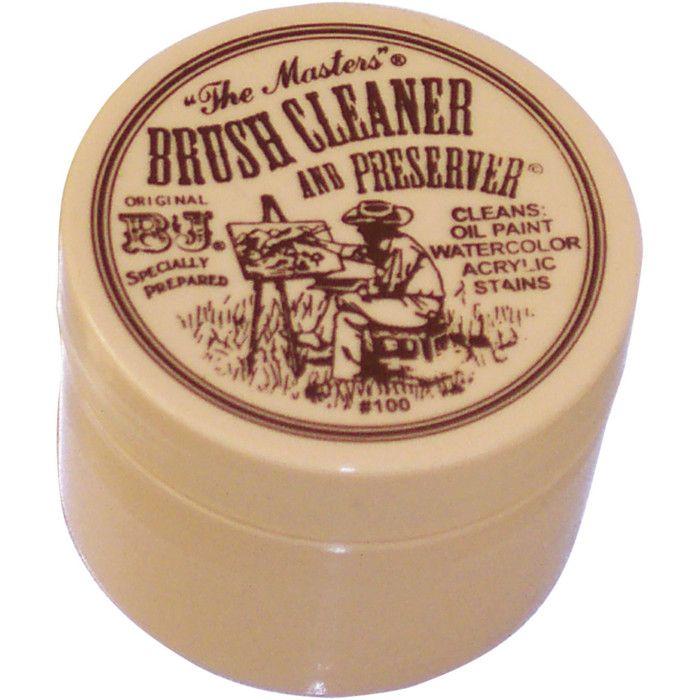 "The Masters"®
BRUSH CLEANER
AND PRESERVER©
ORIGINAL
B&J®
SPECIALLY
PREPARED
CLEANS:
OIL PAINT
WATERCOLOR
ACRYLIC
STAINS
#100